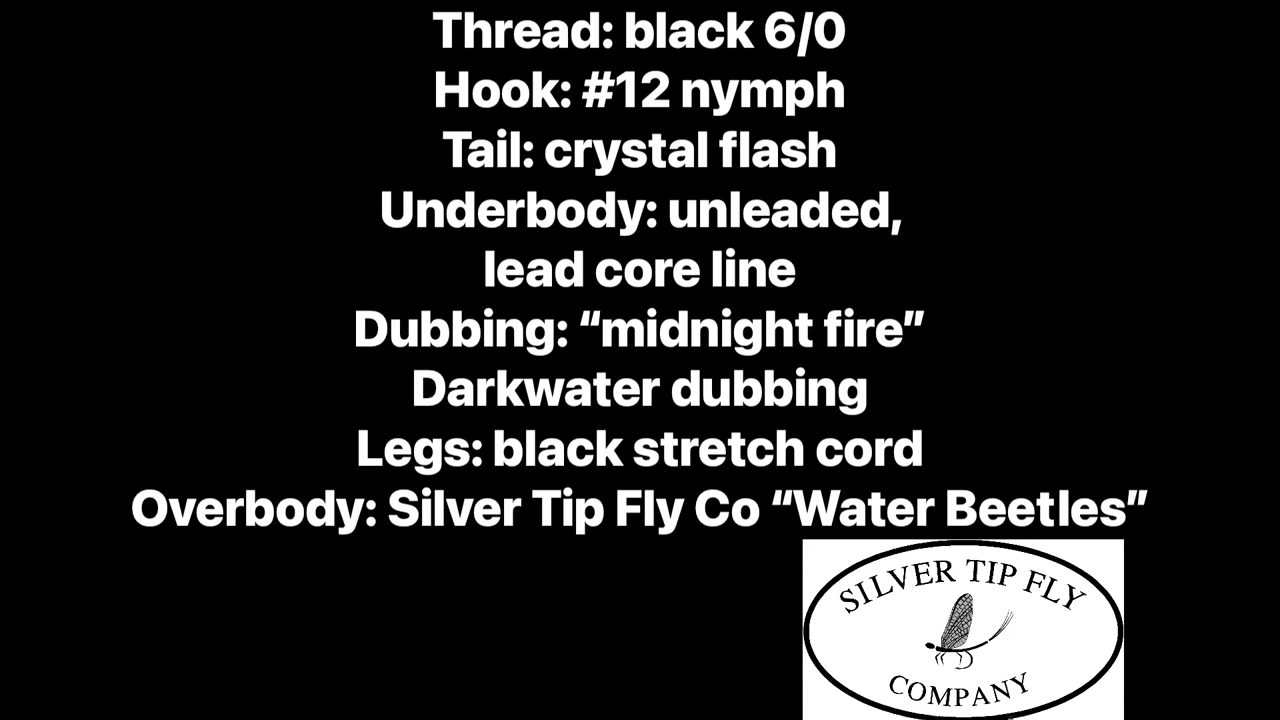 Thread: black 6/0
Hook: #12 nymph
Tail: crystal flash
Underbody: unleaded,
lead core line
Dubbing: “midnight fire”
Darkwater dubbing
Legs: black stretch cord
Overbody: Silver Tip Fly Co “Water Beetles”
SILVER TIP FLY
COMPANY